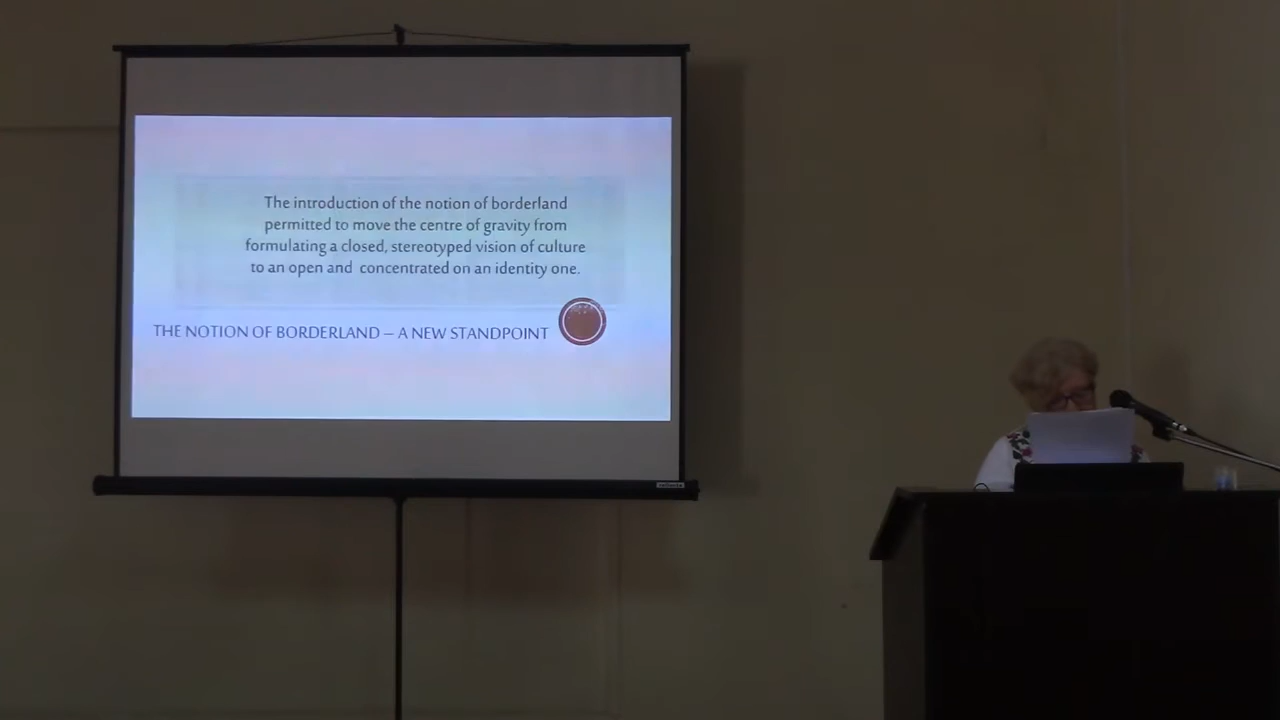 The introduction of the notion of borderland
permitted to move the centre of gravity from
formulating a closed, stereotyped vision of culture
to an open and concentrated on an identity one.
THE NOTION OF BORDERLAND – A NEW STANDPOINT